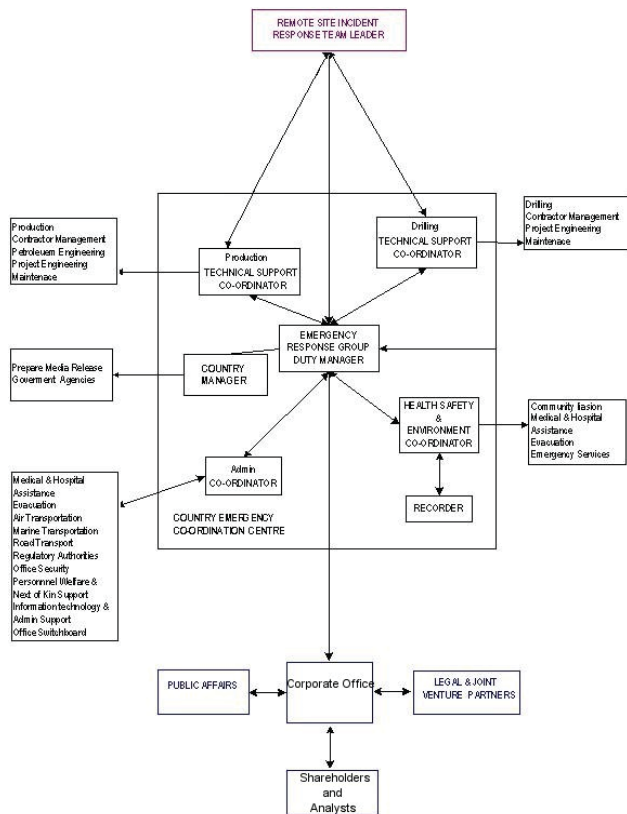 REMOTE SITE INCIDENT
RESPONSE TEAM LEADER
Production
Contractor Management
Petroleuem Engineering
Project Engineering
Maintenace
Production
TECHNICAL SUPPORT
CO-ORDINATOR
Drilling
TECHNICAL SUPPORT
CO-ORDINATOR
Drilling
Contractor Management
Project Engineering
Maintenace
EMERGENCY
RESPONSE GROUP
DUTY MANAGER
Prepare Media Release
Goverment Agencies
COUNTRY
MANAGER
HEALTH SAFETY
&
ENVIRONMENT
CO-ORDINATOR
Community liasion
Medical & Hospital
Assistance
Evacuation
Emergency Services
Admin
CO-ORDINATOR
RECORDER
Medical & Hospital
Assistance
Evacuation
Air Transportation
Marine Transportation
Road Transport
Regulatory Authorities
Office Security
Personnnel Welfare &
Next of Kin Support
Information technology &
Admin Support
Office Switchboard
COUNTRY EMERGENCY
CO-ORDINATION CENTRE
PUBLIC AFFAIRS
Corporate Office
LEGAL & JOINT
VENTURE PARTNERS
Shareholders
and
Analysts